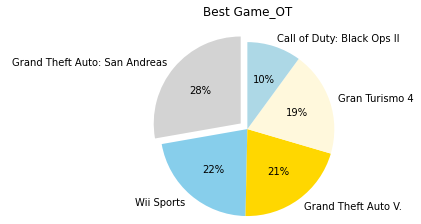 Best Game_OT
Call of Duty: Black Ops II
Grand Theft Auto: San Andreas
28%
10%
Gran Turismo 4
19%
22%
21%
Wii Sports
Grand Theft Auto V.